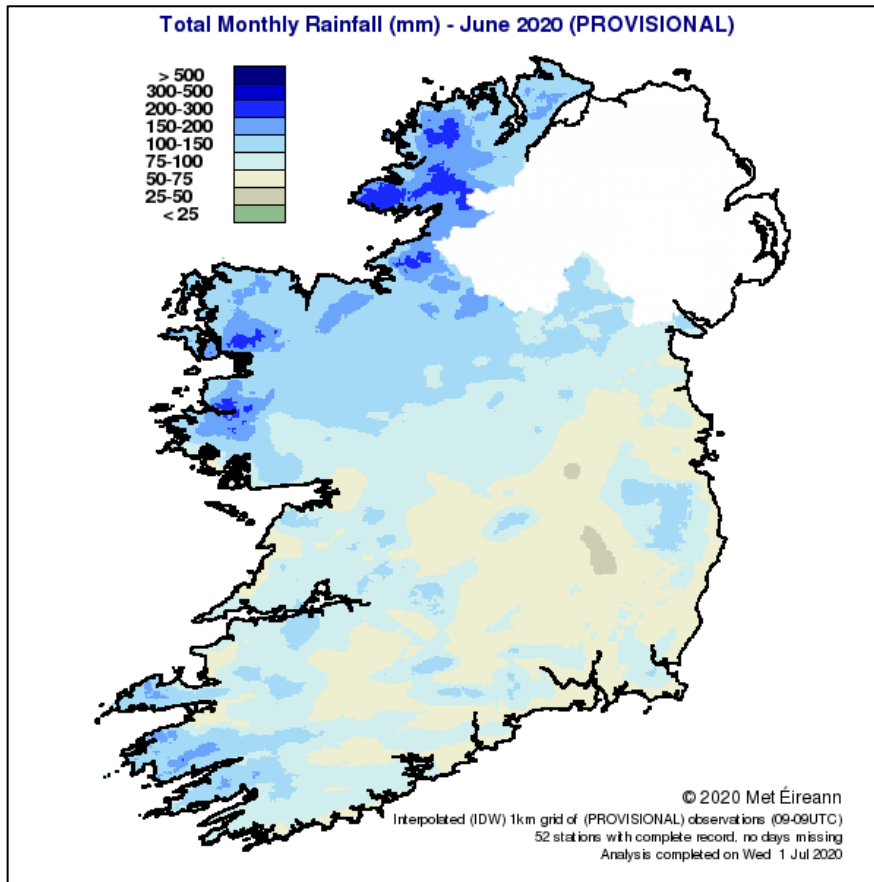 Total Monthly Rainfall (mm) - June 2020 (PROVISIONAL)
> 500
300-500
200-300
150-200
100-150
75-100
50-75
25-50
< 25
© 2020 Met Éireann
Interpolated (IDW) 1km grid of (PROVISIONAL) observations (09-09UTC)
52 stations with complete record, no days missing
Analysis completed on Wed 1 Jul 2020